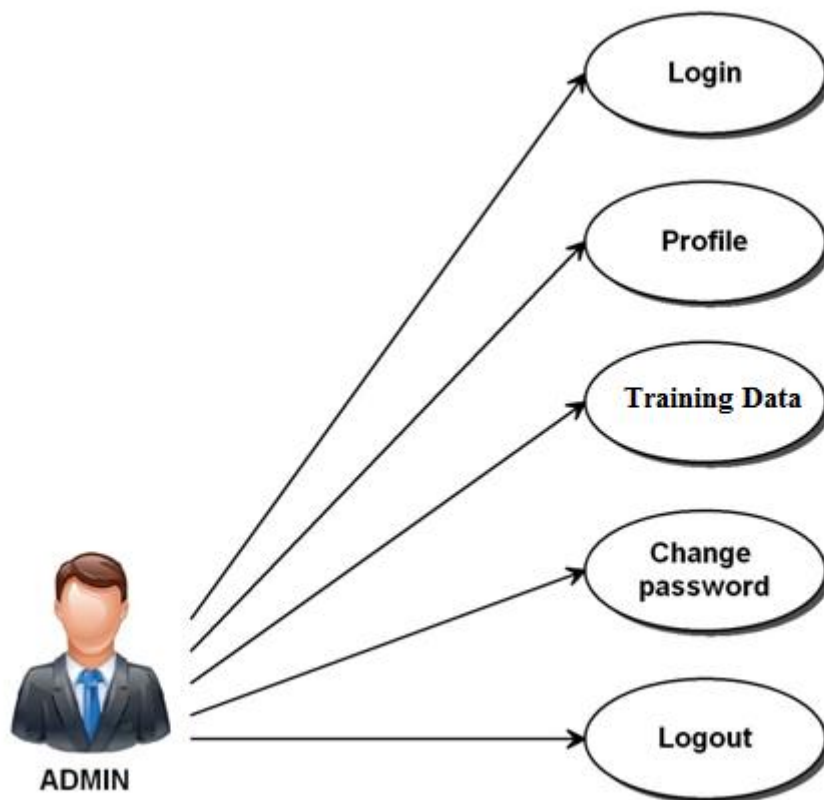 Login
Profile
Training Data
Change
password
Logout
ADMIN